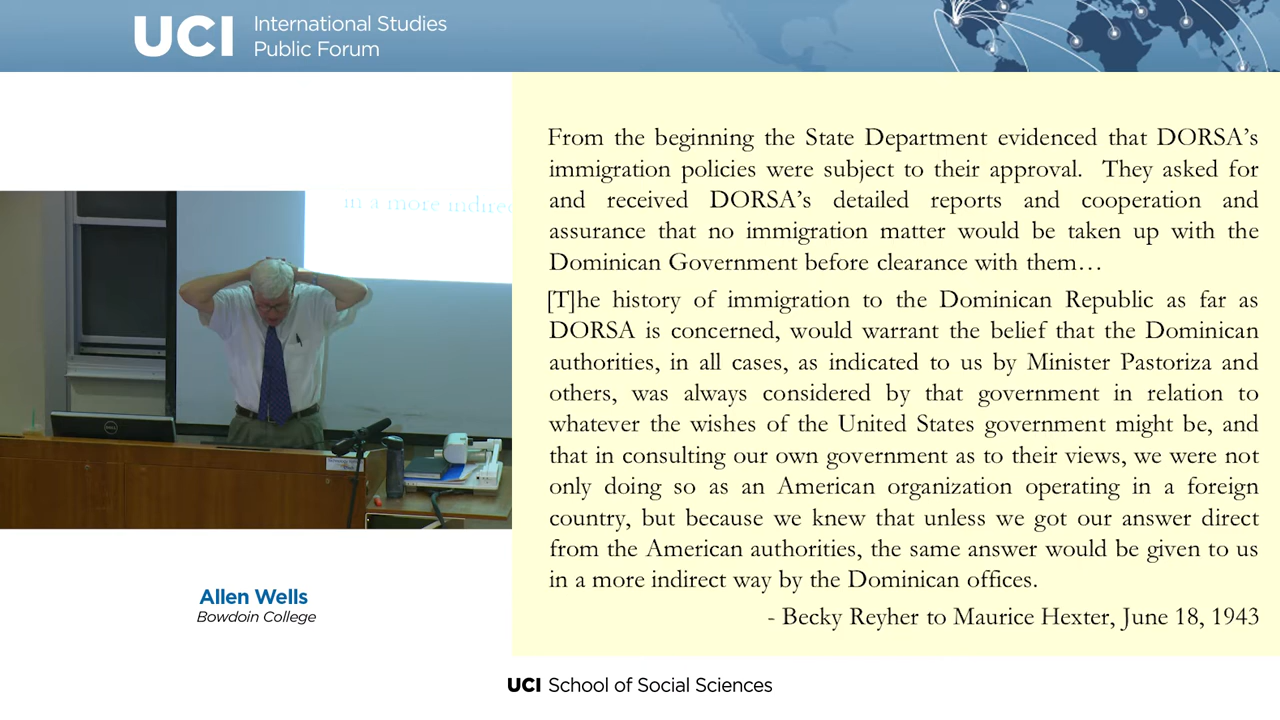 UCI
International Studies
Public Forum
in a more indirec
DELL
Allen Wells
Bowdoin College
From the beginning the State Department evidenced that DORSA's
immigration policies were subject to their approval. They asked for
and received DORSA's detailed reports and cooperation and
assurance that no immigration matter would be taken up with the
Dominican Government before clearance with them…
[T]he history of immigration to the Dominican Republic as far as
DORSA is concerned, would warrant the belief that the Dominican
authorities, in all cases, as indicated to us by Minister Pastoriza and
others, was always considered by that government in relation to
whatever the wishes of the United States government might be, and
that in consulting our own government as to their views, we were not
only doing so as an American organization operating in a foreign
country, but because we knew that unless we got our answer direct
from the American authorities, the same answer would be given to us
in a more indirect way by the Dominican offices.
- Becky Reyher to Maurice Hexter, June 18, 1943
UCI School of Social Sciences